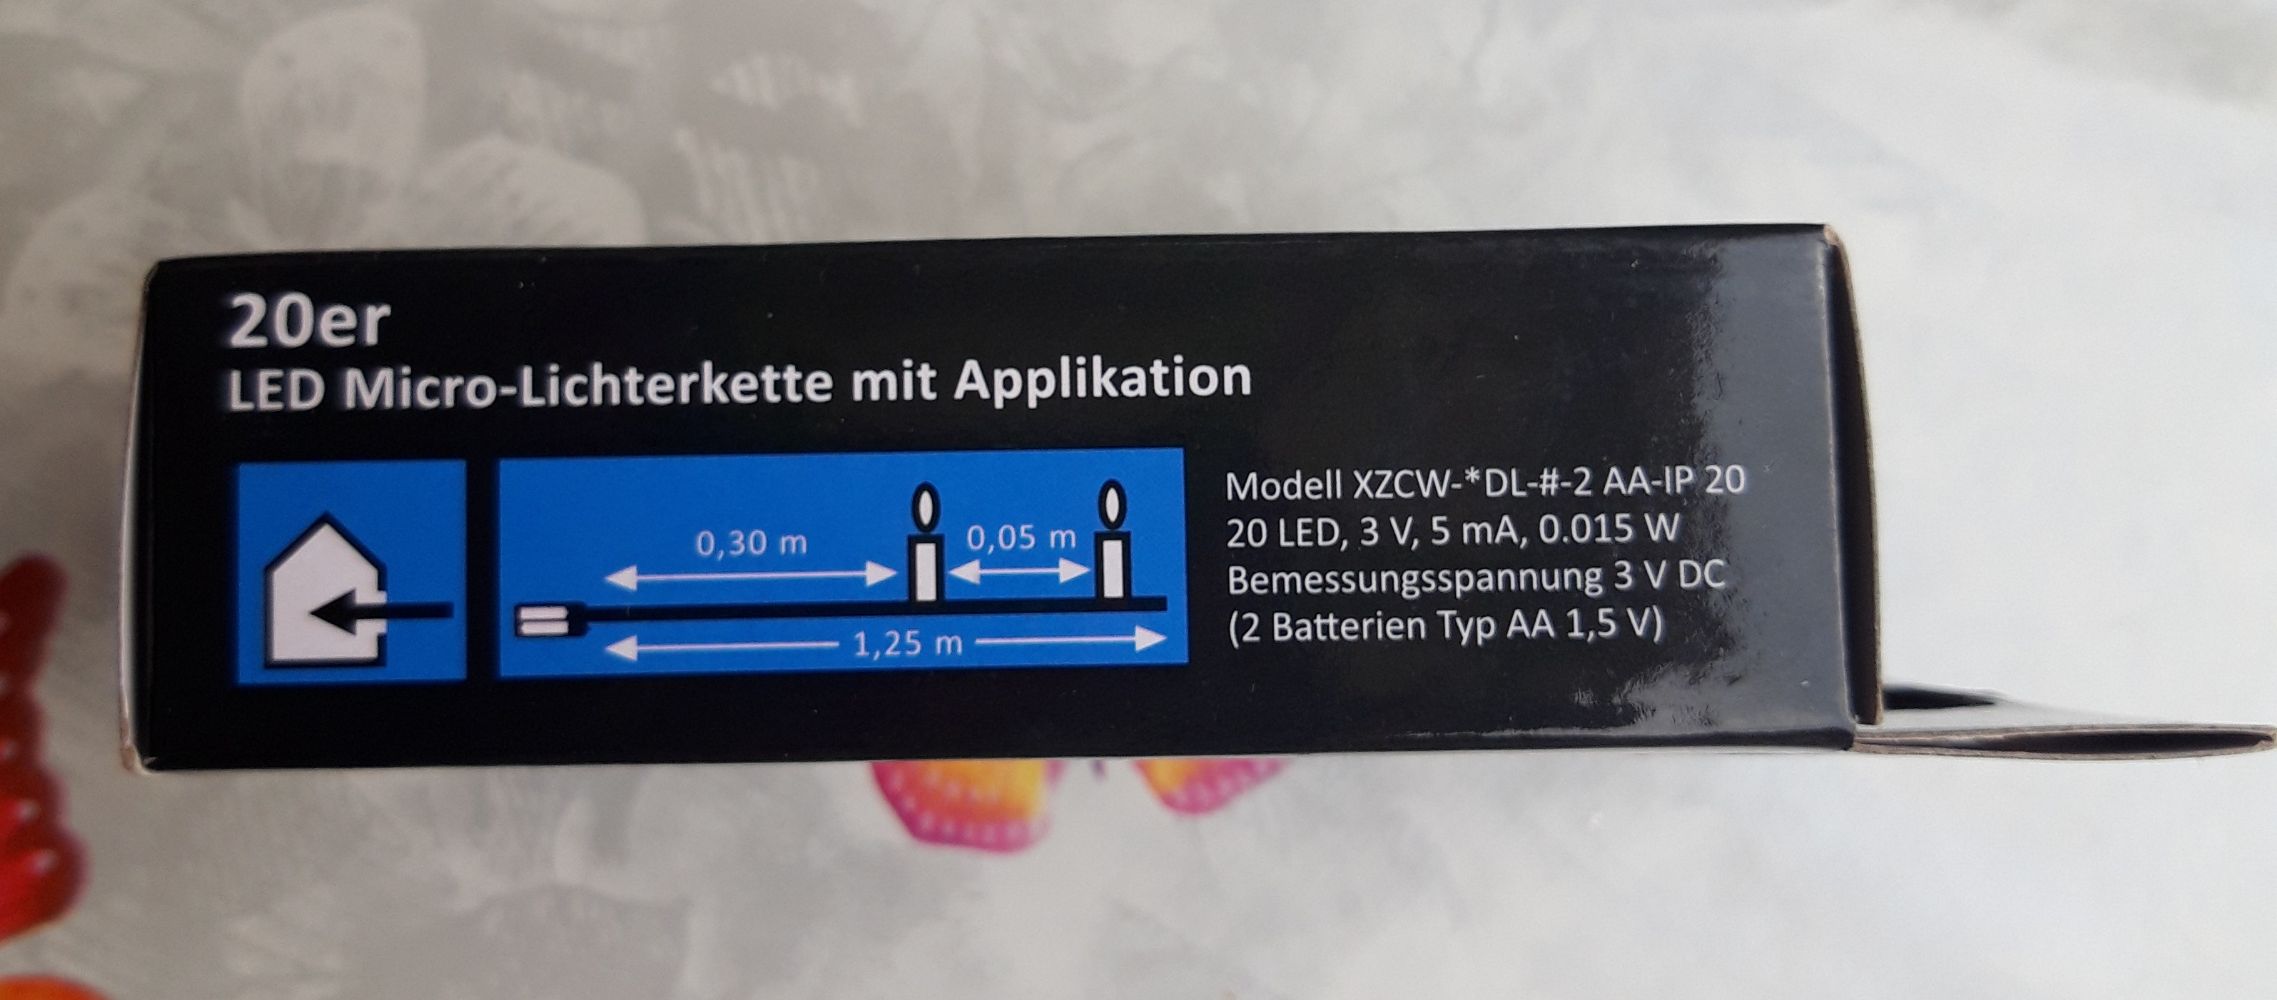 20er
LED Micro-Lichterkette mit Applikation
0,30 m
0,05 m
1,25 m
Modell XZCW-*DL-#-2 AA-IP 20
20 LED, 3 V, 5 mA, 0.015 W
Bemessungsspannung 3 V DC
(2 Batterien Typ AA 1,5 V)